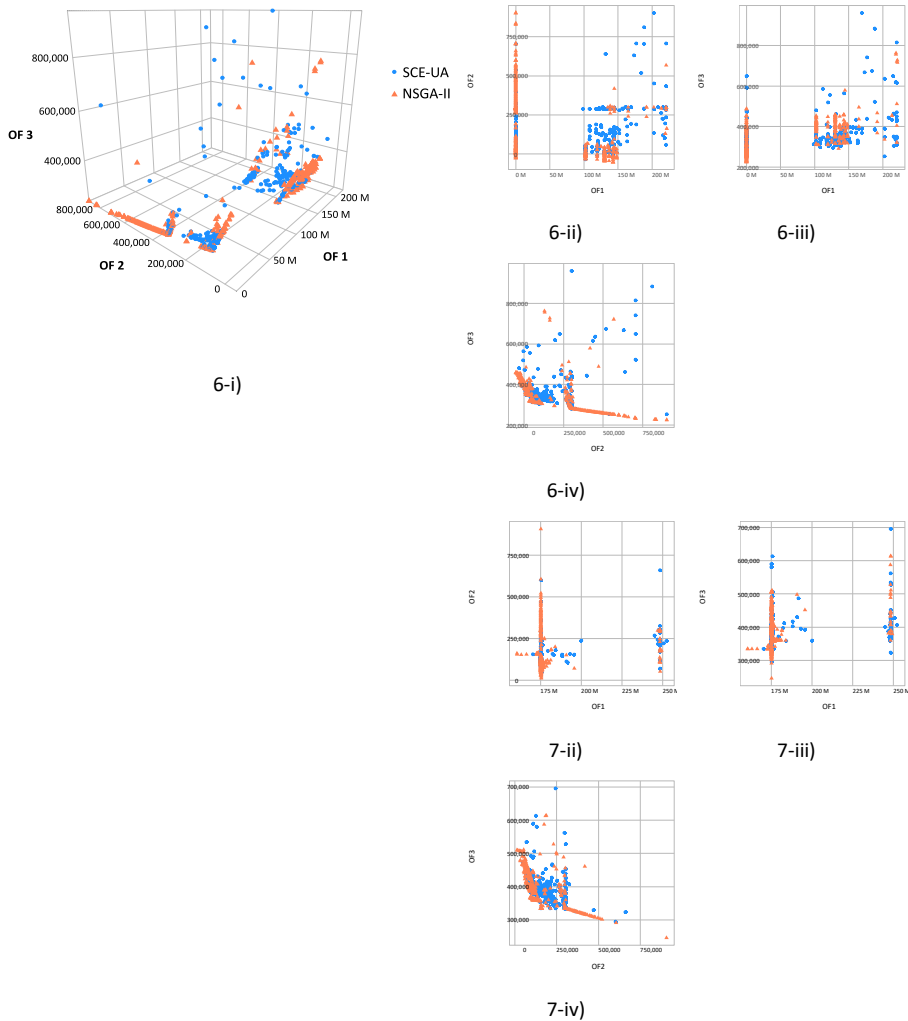 800,000
600,000
400,000
OF 3
800,000
600,000
400,000
200,000
0
OF 2
0
50 M
100 M
150 M
200 M
OF 1
SCE-UA
NSGA-II
6-i)
OF2
750,000
500,000
250,000
0
0 M
50 M
100 M
150 M
200 M
OF1
6-ii)
OF3
800,000
600,000
400,000
200,000
0 M
50 M
100 M
150 M
200 M
OF1
6-iii)
OF3
800,000
600,000
400,000
200,000
0
250,000
500,000
750,000
OF2
6-iv)
OF2
750,000
500,000
250,000
0
175 M
200 M
225 M
250 M
OF1
7-ii)
OF3
700,000
600,000
500,000
400,000
300,000
175 M
200 M
225 M
250 M
OF1
7-iii)
OF3
700,000
600,000
500,000
400,000
300,000
0
250,000
500,000
750,000
OF2
7-iv)